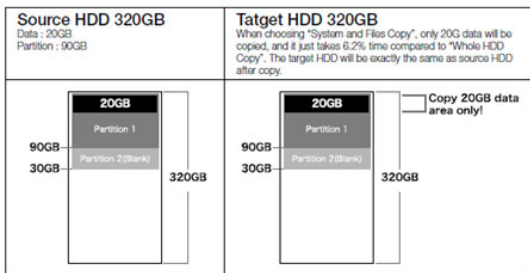 Source HDD 320GB
Data : 20GB
Partition : 90GB
Tatget HDD 320GB
When choosing "System and Files Copy", only 20G data will be
copied, and it just takes 6.2% time compared to "Whole HDD
Copy". The target HDD will be exactly the same as source HDD
after copy.
20GB
Partition 1
90GB
Partition 2(Blank)
30GB
320GB
20GB
Partition 1
90GB
Partition 2(Blank)
30GB
320GB
Copy 20GB data
area only!